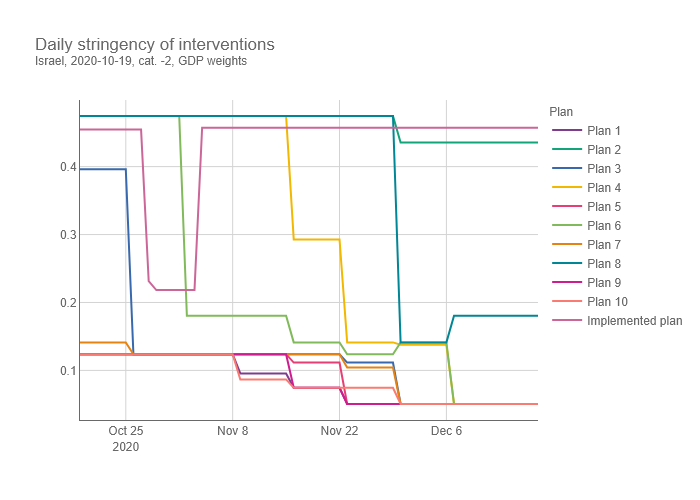 Daily stringency of interventions
Israel, 2020-10-19, cat. -2, GDP weights
Plan
Plan 1
Plan 2
Plan 3
Plan 4
Plan 5
Plan 6
Plan 7
Plan 8
Plan 9
Plan 10
Implemented plan
0.4
0.3
0.2
0.1
Oct 25 Nov 8 Nov 22 Dec 6
2020